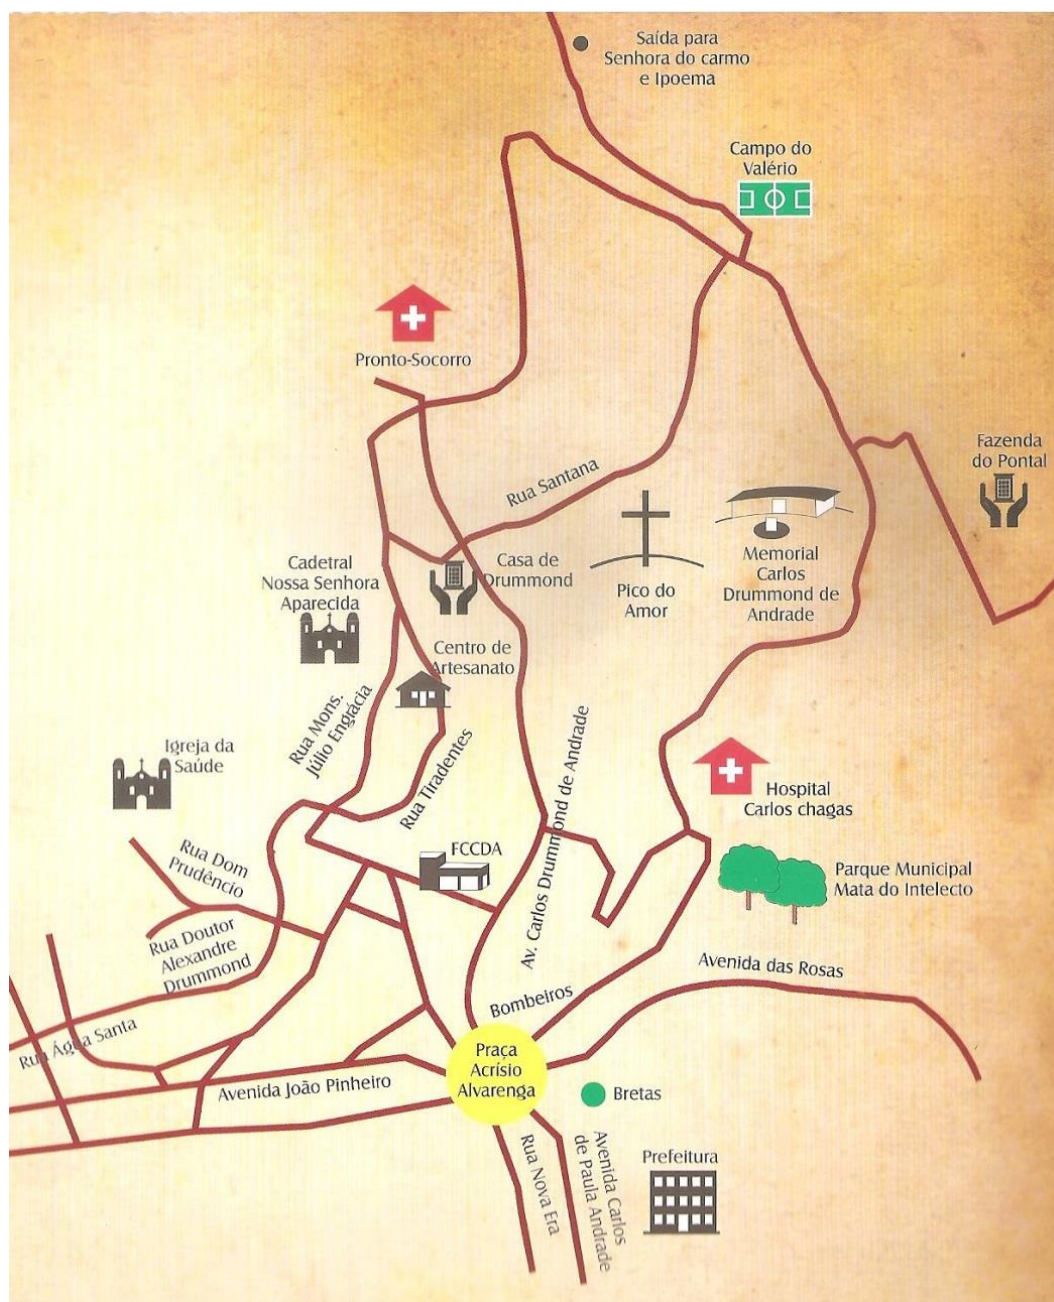 Saída para
Senhora do carmo
e Ipoema
Campo do
Valério
Pronto-Socorro
Fazenda
do Pontal
Rua Santana
Casa de
Drummond
Pico do
Amor
Memorial
Carlos
Drummond de
Andrade
Cadetral
Nossa Senhora
Aparecida
Centro de
Artesanato
Rua Mons.
Júlio Engrácia
Rua Tiradentes
Av. Carlos Drummond de Andrade
Igreja da
Saúde
Hospital
Carlos chagas
Rua Dom
Prudêncio
FCCDA
Parque Municipal
Mata do Intelecto
Rua Doutor
Alexandre
Drummond
Avenida das Rosas
Bombeiros
Rua Água Santa
Praça
Acrísio
Alvarenga
Avenida João Pinheiro
Bretas
Rua Nova Era
Avenida Carlos
de Paula Andrade
Prefeitura